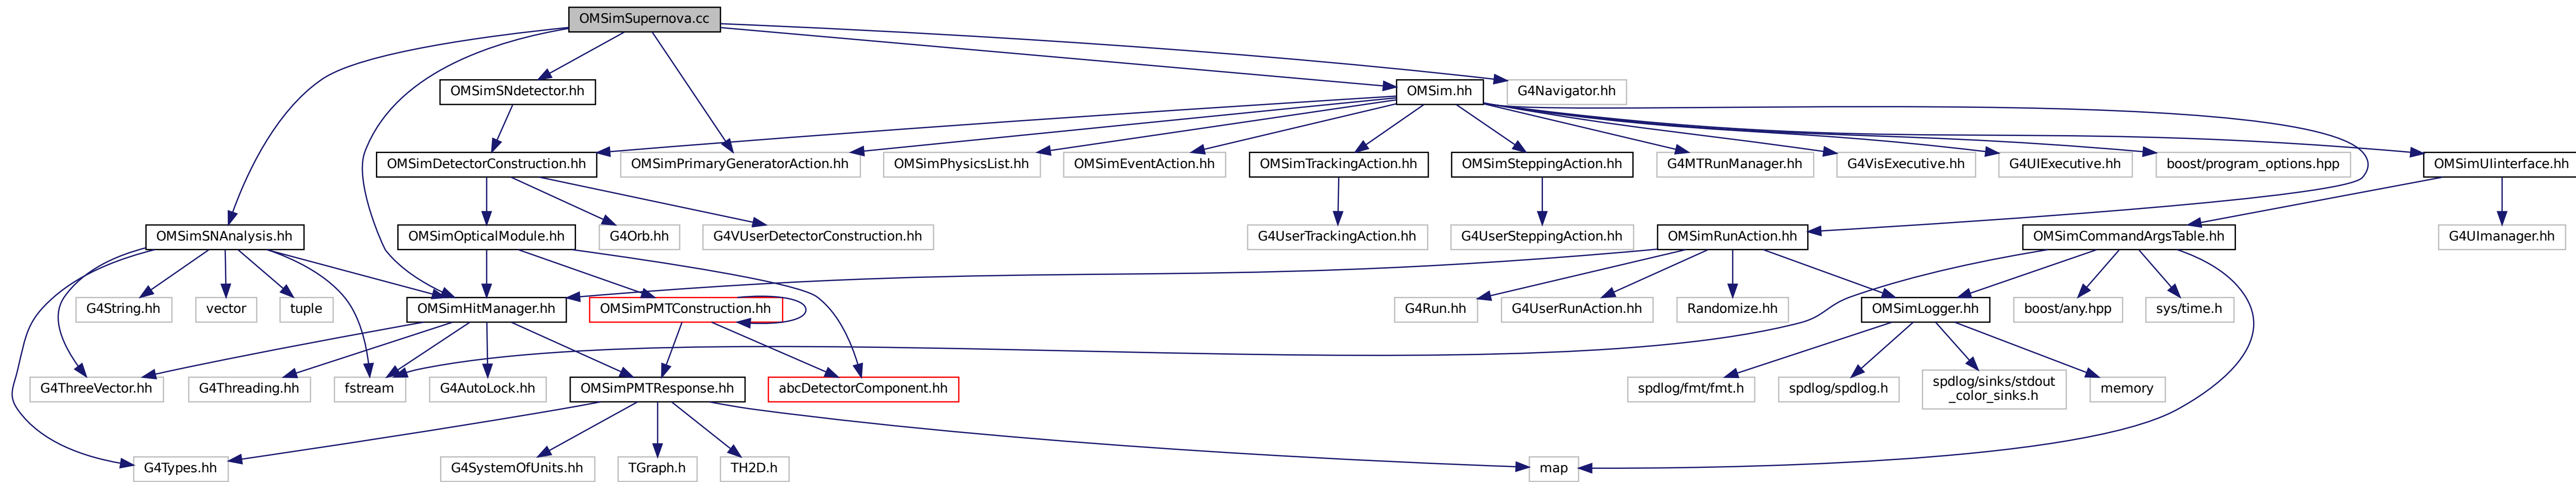 OMSimSupernova.cc
OMSimSNdetector.hh
OMSim.hh
G4Navigator.hh
OMSimDetectorConstruction.hh
OMSimPrimaryGeneratorAction.hh
OMSimPhysicsList.hh
OMSimEventAction.hh
OMSimTrackingAction.hh
OMSimSteppingAction.hh
G4MTRunManager.hh
G4VisExecutive.hh
G4UIExecutive.hh
boost/program_options.hpp
OMSimUIinterface.hh
OMSimSNAnalysis.hh
OMSimOpticalModule.hh
G4Orb.hh
G4VUserDetectorConstruction.hh
G4UserTrackingAction.hh
G4UserSteppingAction.hh
OMSimRunAction.hh
OMSimCommandArgsTable.hh
G4UImanager.hh
G4String.hh
vector
tuple
OMSimHitManager.hh
OMSimPMTConstruction.hh
G4Run.hh
G4UserRunAction.hh
Randomize.hh
OMSimLogger.hh
boost/any.hpp
sys/time.h
G4ThreeVector.hh
G4Threading.hh
fstream
G4AutoLock.hh
OMSimPMTResponse.hh
abcDetectorComponent.hh
spdlog/fmt/fmt.h
spdlog/spdlog.h
spdlog/sinks/stdout
_color_sinks.h
memory
G4Types.hh
G4SystemOfUnits.hh
TGraph.h
TH2D.h
map